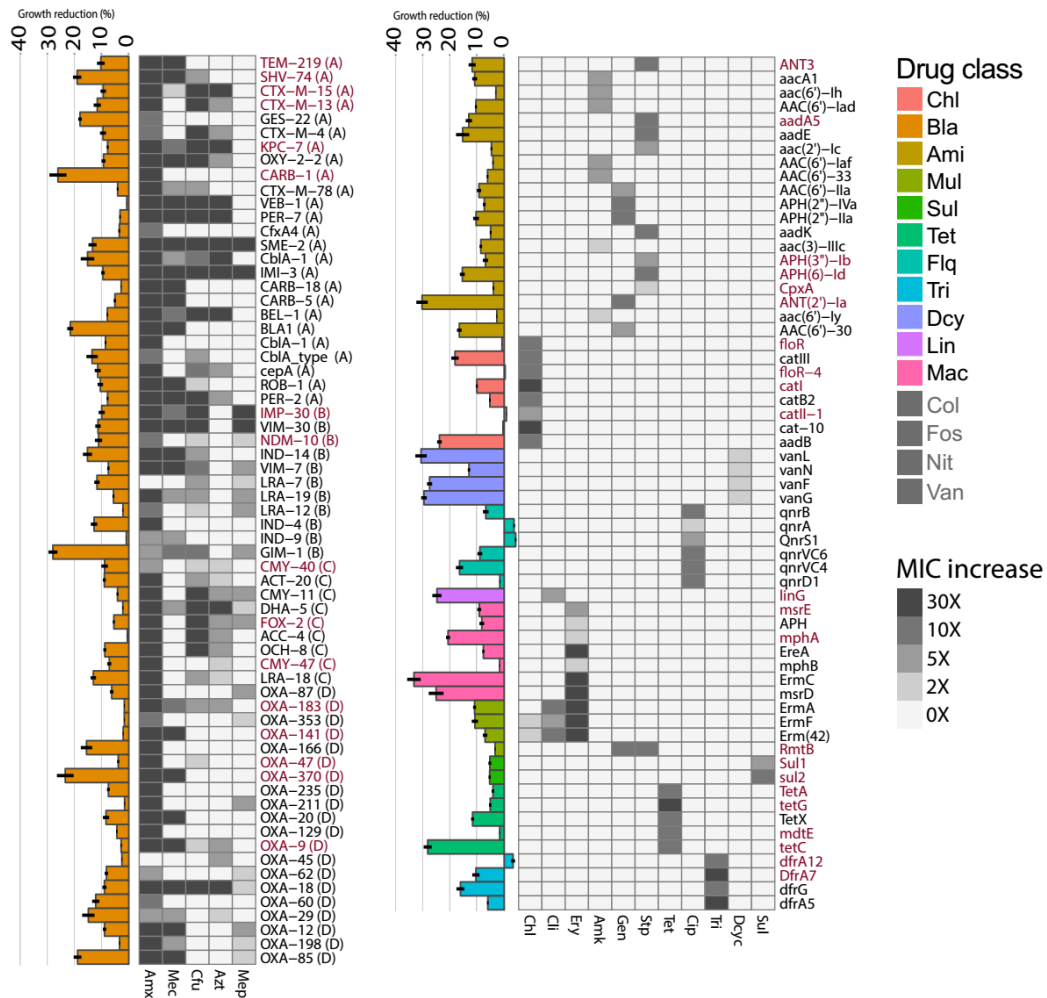 Growth reduction (%)
40 30 20 10 0
TEM−219 (A)
SHV−74 (A)
CTX−M−15 (A)
CTX−M−13 (A)
GES−22 (A)
CTX−M−4 (A)
KPC−7 (A)
OXY−2−2 (A)
CARB−1 (A)
CTX−M−78 (A)
VEB−1 (A)
PER−7 (A)
CfxA4 (A)
SME−2 (A)
CblA−1 (A)
IMI−3 (A)
CARB−18 (A)
CARB−5 (A)
BEL−1 (A)
BLA1 (A)
CblA−1 (A)
CblA_type (A)
cepA (A)
ROB−1 (A)
PER−2 (A)
IMP−30 (B)
VIM−30 (B)
NDM−10 (B)
IND−14 (B)
VIM−7 (B)
LRA−7 (B)
LRA−19 (B)
LRA−12 (B)
IND−4 (B)
IND−9 (B)
GIM−1 (B)
CMY−40 (C)
ACT−20 (C)
CMY−11 (C)
DHA−5 (C)
FOX−2 (C)
ACC−4 (C)
OCH−8 (C)
CMY−47 (C)
LRA−18 (C)
OXA−87 (D)
OXA−183 (D)
OXA−353 (D)
OXA−141 (D)
OXA−166 (D)
OXA−47 (D)
OXA−370 (D)
OXA−235 (D)
OXA−211 (D)
OXA−20 (D)
OXA−129 (D)
OXA−9 (D)
OXA−45 (D)
OXA−62 (D)
OXA−18 (D)
OXA−60 (D)
OXA−29 (D)
OXA−12 (D)
OXA−198 (D)
OXA−85 (D)
Amx Mec Cfu Azt Mep
Growth reduction (%)
40 30 20 10 0
ANT3
aacA1
aac(6')−Ih
AAC(6')−Iad
aadA5
aadE
aac(2')−Ic
AAC(6')−Iaf
AAC(6')−33
AAC(6')−IIa
APH(2'')−IVa
APH(2'')−IIa
aadK
aac(3)−IIIc
APH(3'')−Ib
APH(6)−Id
CpxA
ANT(2')−Ia
aac(6')−Iy
AAC(6')−30
floR
catIII
floR−4
catI
catB2
catII−1
cat−10
aadB
vanL
vanN
vanF
vanG
qnrB
qnrA
QnrS1
qnrVC6
qnrVC4
qnrD1
linG
msrE
APH
mphA
EreA
mphB
ErmC
msrD
ErmA
ErmF
Erm(42)
RmtB
Sul1
sul2
TetA
tetG
TetX
mdtE
tetC
dfrA12
DfrA7
dfrG
dfrA5
Chl Cli Ery Amk Gen Stp Tet Cip Tri Dcyc Sul
Drug class
Chl
Bla
Ami
Mul
Sul
Tet
Flq
Tri
Dcy
Lin
Mac
Col
Fos
Nit
Van
MIC increase
30X
10X
5X
2X
0X